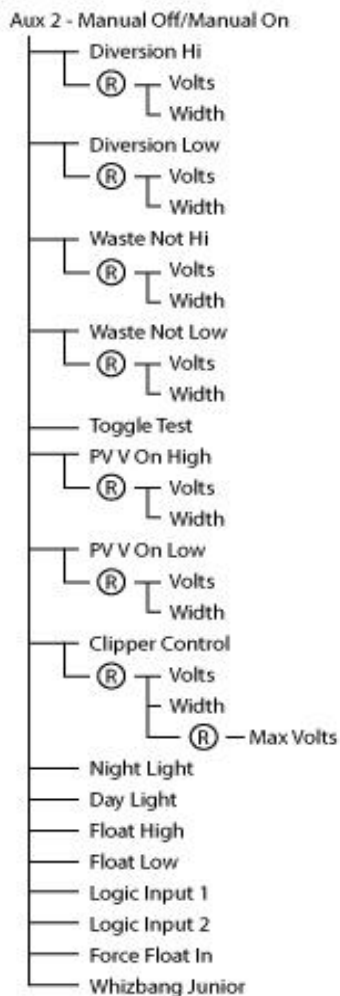 Aux 2 - Manual Off/Manual On
Diversion Hi
R Volts
Width
Diversion Low
R Volts
Width
Waste Not Hi
R Volts
Width
Waste Not Low
R Volts
Width
Toggle Test
PV V On High
R Volts
Width
PV V On Low
R Volts
Width
Clipper Control
R Volts
Width
R Max Volts
Night Light
Day Light
Float High
Float Low
Logic Input 1
Logic Input 2
Force Float In
Whizbang Junior